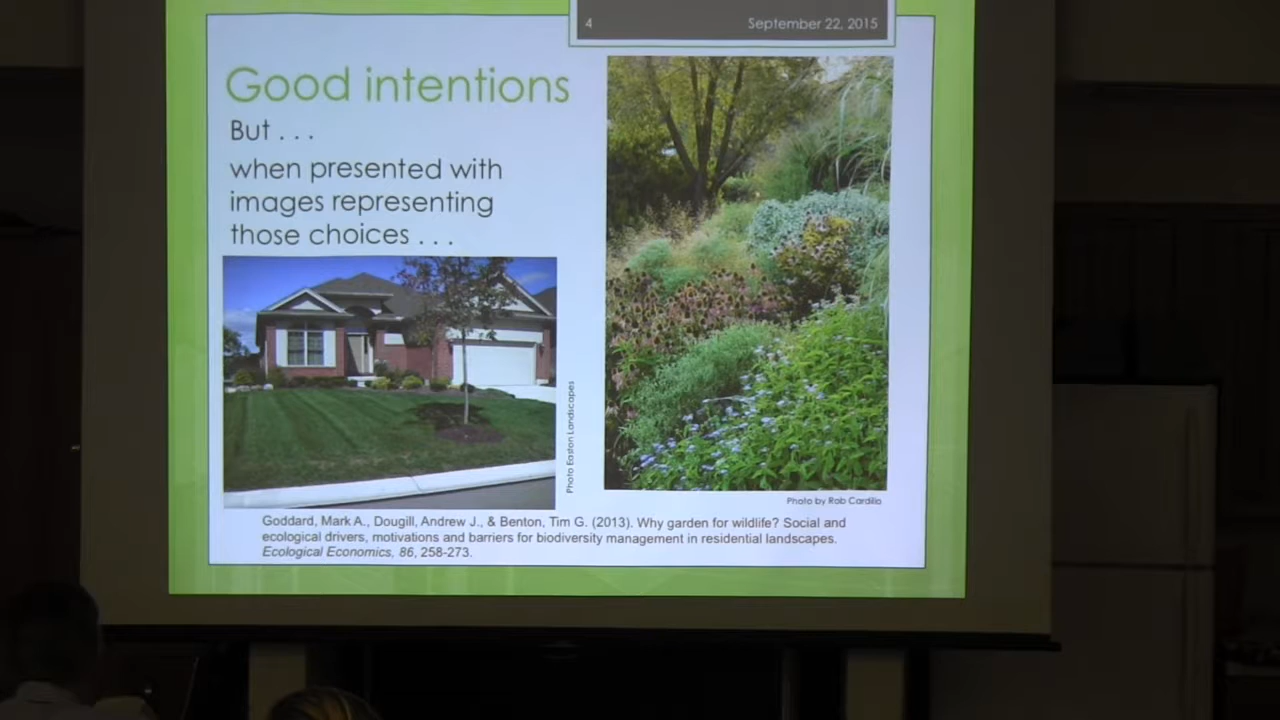 4 September 22, 2015
Good intentions
But . . .
when presented with
images representing
those choices . . .
Photo Easton Landscapes
Photo by Rob Cardillo
Goddard, Mark A., Dougill, Andrew J., & Benton, Tim G. (2013). Why garden for wildlife? Social and
ecological drivers, motivations and barriers for biodiversity management in residential landscapes.
Ecological Economics, 86, 258-273.